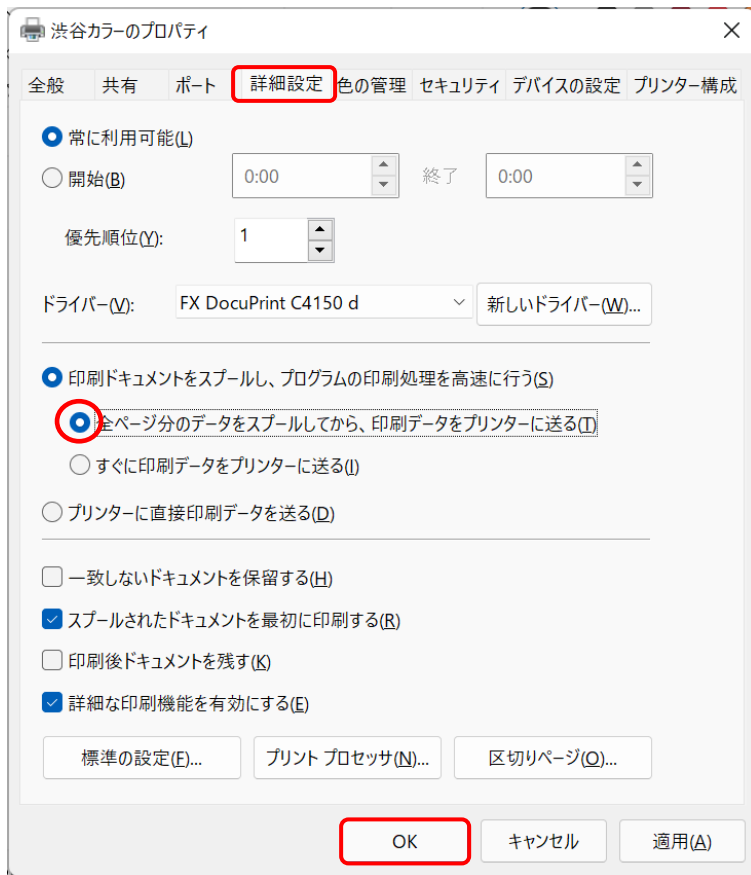 渋谷カラーのプロパティ
全般 共有 ポート 詳細設定 色の管理 セキュリティ デバイスの設定 プリンター構成
常に利用可能(L)
開始(B) 0:00 終了 0:00
優先順位(Y): 1
ドライバー(V): FX DocuPrint C4150 d 新しいドライバー(W)...
印刷ドキュメントをスプールし、プログラムの印刷処理を高速に行う(S)
全ページ分のデータをスプールしてから、印刷データをプリンターに送る(T)
すぐに印刷データをプリンターに送る(I)
プリンターに直接印刷データを送る(D)
一致しないドキュメントを保留する(H)
スプールされたドキュメントを最初に印刷する(R)
印刷後ドキュメントを残す(K)
詳細な印刷機能を有効にする(E)
標準の設定(F)... プリント プロセッサ(N)... 区切りページ(O)...
OK キャンセル 適用(A)